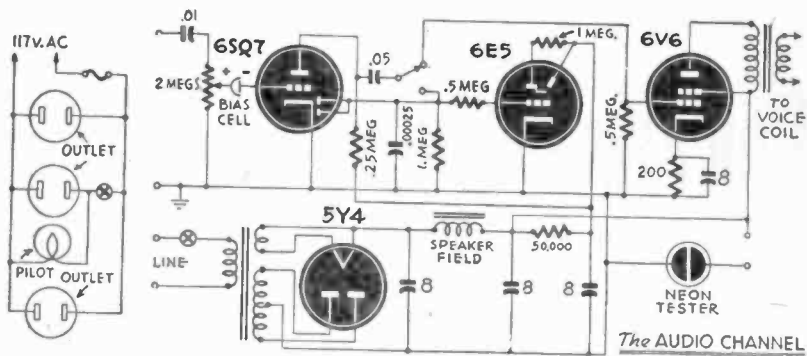 117 V. AC
OUTLET
PILOT
OUTLET
.01
2 MEGS
+
-
BIAS
CELL
6SQ7
.05
.25 MEG
.00025
1 MEG.
.5 MEG
6E5
1 MEG.
6V6
.5 MEG.
200
8
TO
VOICE
COIL
LINE
5Y4
8
SPEAKER
FIELD
8
50,000
8
NEON
TESTER
The AUDIO CHANNEL